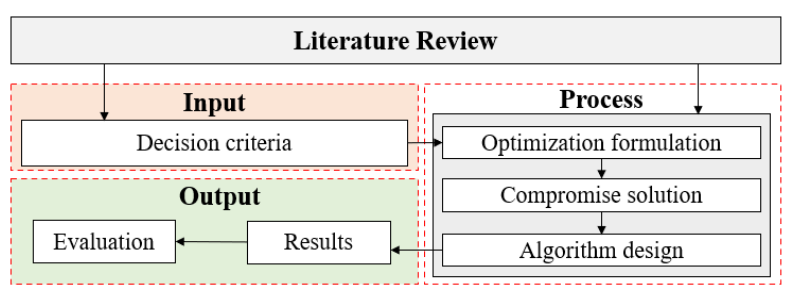 Literature Review
Input
Decision criteria
Process
Optimization formulation
Compromise solution
Algorithm design
Output
Results
Evaluation